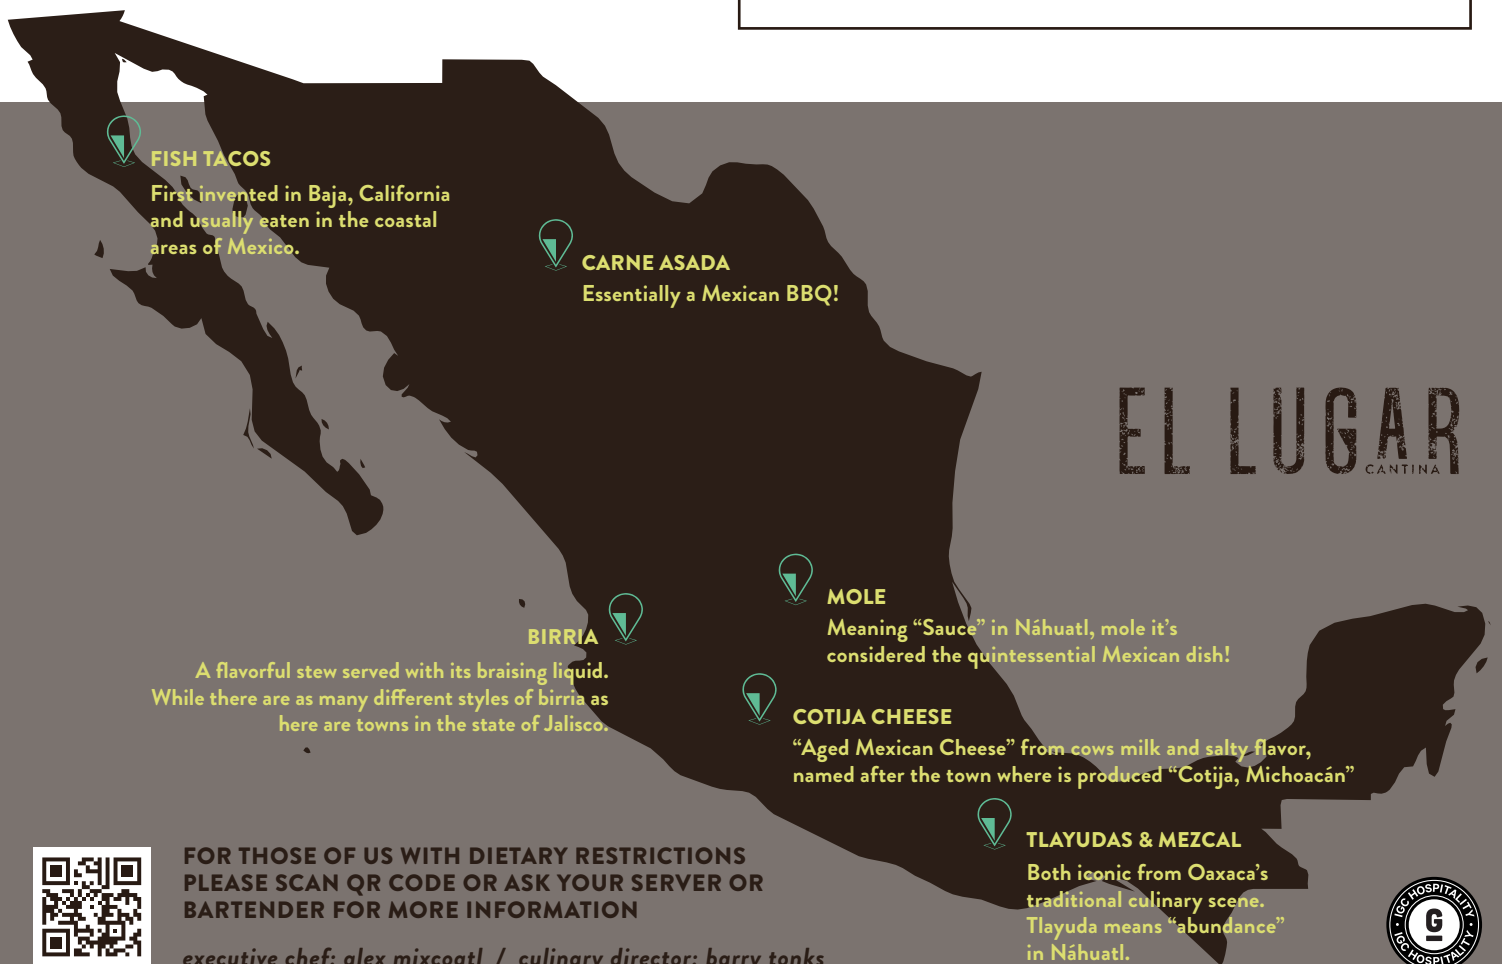 FISH TACOS
First invented in Baja, California
and usually eaten in the coastal
areas of Mexico.
CARNE ASADA
Essentially a Mexican BBQ!
EL LUGAR
CANTINA
MOLE
Meaning “Sauce” in Náhuatl, mole it’s
considered the quintessential Mexican dish!
BIRRIA
A flavorful stew served with its braising liquid.
While there are as many different styles of birria as
here are towns in the state of Jalisco.
COTIJA CHEESE
“Aged Mexican Cheese” from cows milk and salty flavor,
named after the town where is produced “Cotija, Michoacán”
TLAYUDAS & MEZCAL
Both iconic from Oaxaca’s
traditional culinary scene.
Tlayuda means “abundance”
in Náhuatl.
FOR THOSE OF US WITH DIETARY RESTRICTIONS
PLEASE SCAN QR CODE OR ASK YOUR SERVER OR
BARTENDER FOR MORE INFORMATION
executive chef: alex mixcoatl / culinary director: barry tonks
IGC HOSPITALITY
G
IGC HOSPITALITY